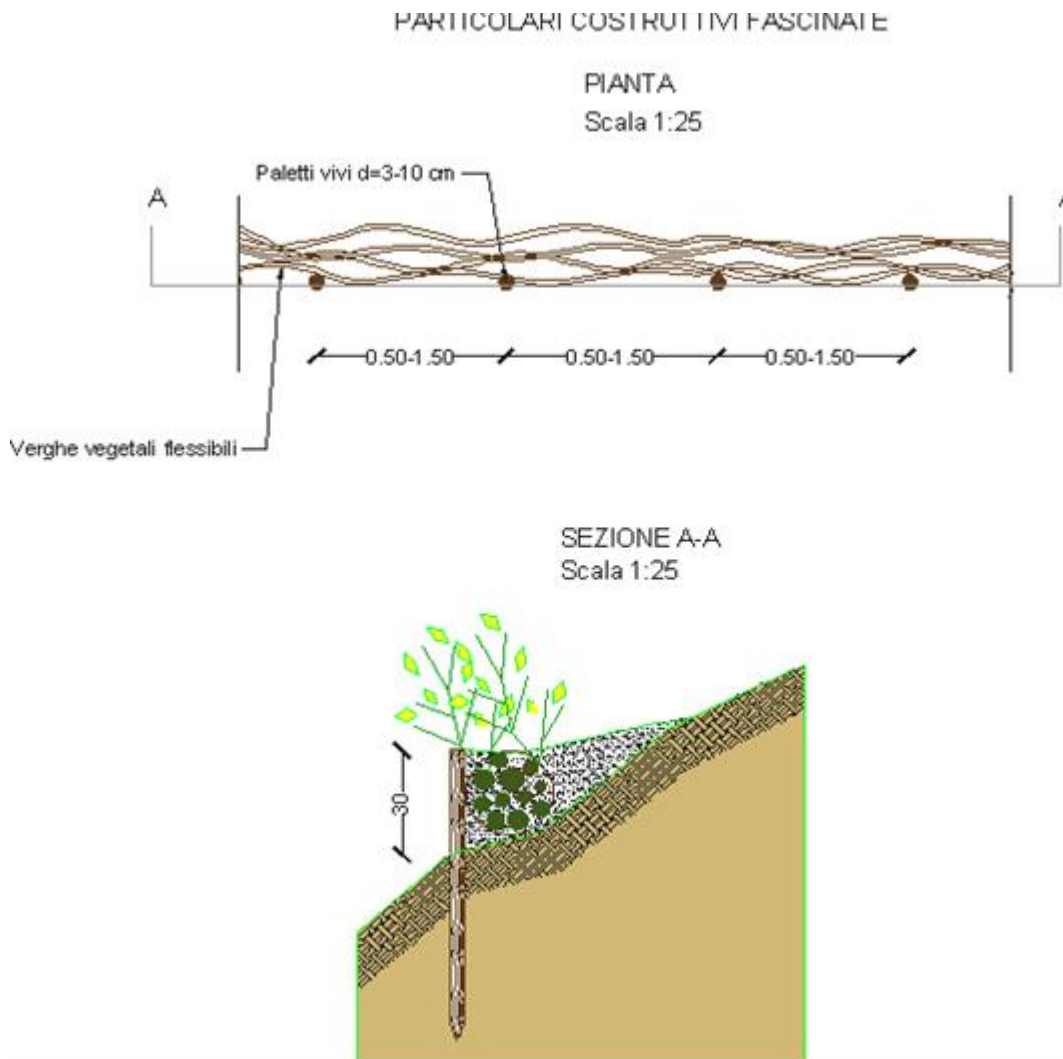 PARTICOLARI COSTRUTTIVI FASCINATE
PIANTA
Scala 1:25
Paletti vivi d=3-10 cm
A
A
0.50-1.50
0.50-1.50
0.50-1.50
Verghe vegetali flessibili
SEZIONE A-A
Scala 1:25
30